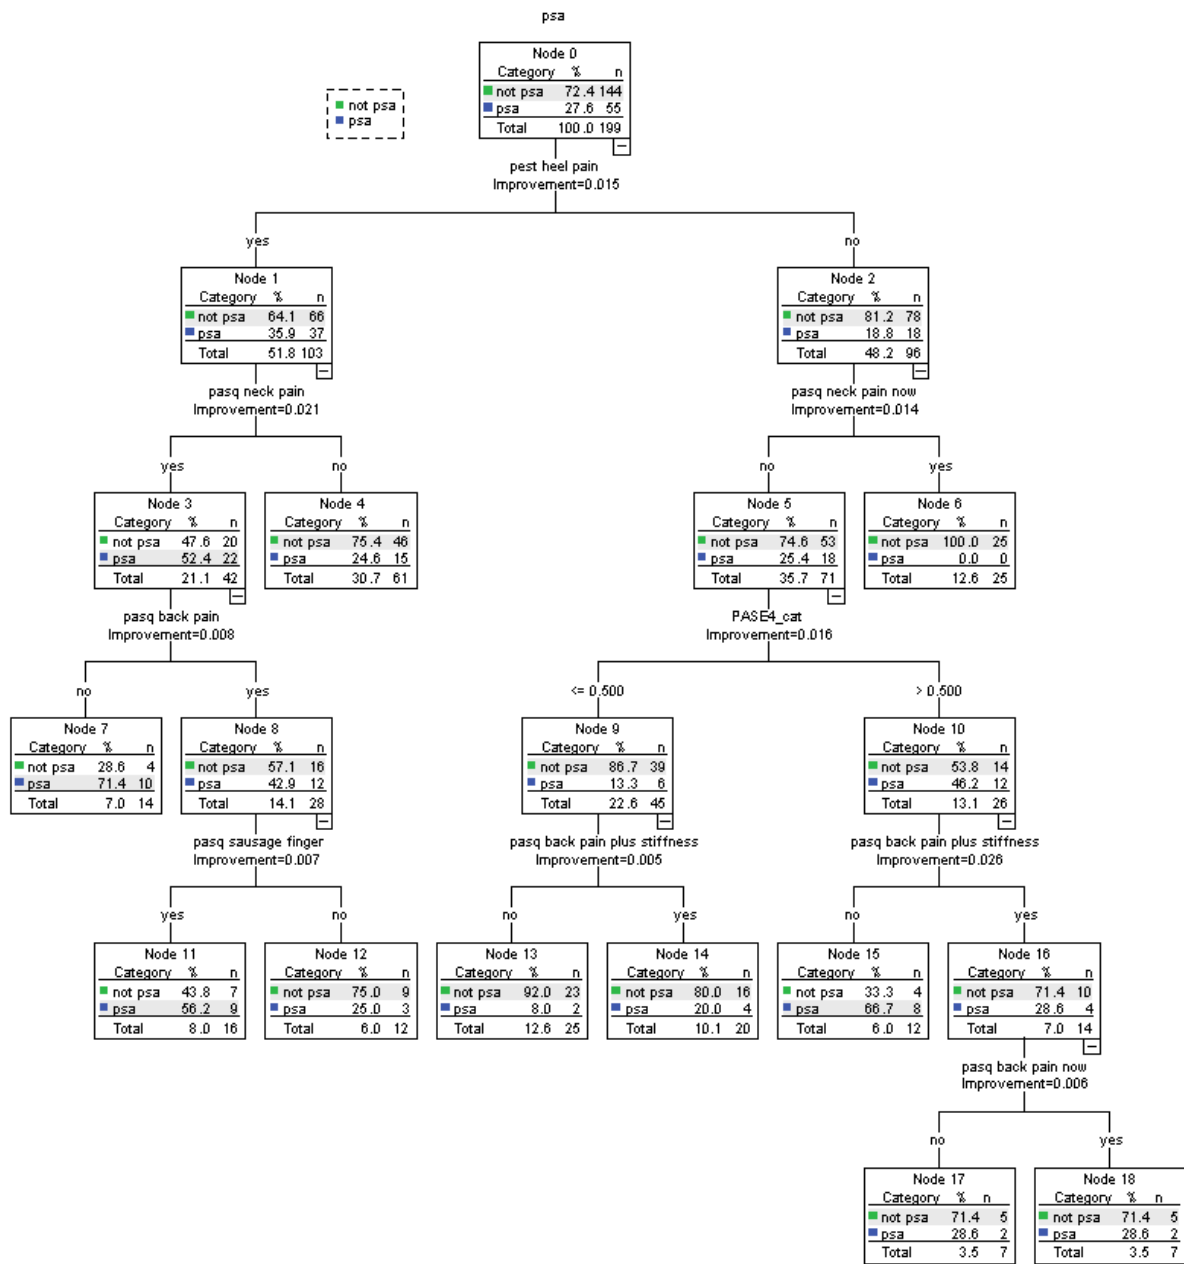 psa
not psa
psa
Node 0
Category % n
not psa 72.4 144
psa 27.6 55
Total 100.0 199
pest heel pain
Improvement=0.015
yes
no
Node 1
Category % n
not psa 64.1 66
psa 35.9 37
Total 51.8 103
pasq neck pain
Improvement=0.021
Node 2
Category % n
not psa 81.2 78
psa 18.8 18
Total 48.2 96
pasq neck pain now
Improvement=0.014
yes
no
no
yes
Node 3
Category % n
not psa 47.6 20
psa 52.4 22
Total 21.1 42
pasq back pain
Improvement=0.008
Node 4
Category % n
not psa 75.4 46
psa 24.6 15
Total 30.7 61
Node 5
Category % n
not psa 74.6 53
psa 25.4 18
Total 35.7 71
PASE4_cat
Improvement=0.016
Node 6
Category % n
not psa 100.0 25
psa 0.0 0
Total 12.6 25
no
yes
<= 0.500
> 0.500
Node 7
Category % n
not psa 28.6 4
psa 71.4 10
Total 7.0 14
Node 8
Category % n
not psa 57.1 16
psa 42.9 12
Total 14.1 28
pasq sausage finger
Improvement=0.007
Node 9
Category % n
not psa 86.7 39
psa 13.3 6
Total 22.6 45
pasq back pain plus stiffness
Improvement=0.005
Node 10
Category % n
not psa 53.8 14
psa 46.2 12
Total 13.1 26
pasq back pain plus stiffness
Improvement=0.026
yes
no
no
yes
no
yes
Node 11
Category % n
not psa 43.8 7
psa 56.2 9
Total 8.0 16
Node 12
Category % n
not psa 75.0 9
psa 25.0 3
Total 6.0 12
Node 13
Category % n
not psa 92.0 23
psa 8.0 2
Total 12.6 25
Node 14
Category % n
not psa 80.0 16
psa 20.0 4
Total 10.1 20
Node 15
Category % n
not psa 33.3 4
psa 66.7 8
Total 6.0 12
Node 16
Category % n
not psa 71.4 10
psa 28.6 4
Total 7.0 14
pasq back pain now
Improvement=0.006
no
yes
Node 17
Category % n
not psa 71.4 5
psa 28.6 2
Total 3.5 7
Node 18
Category % n
not psa 71.4 5
psa 28.6 2
Total 3.5 7